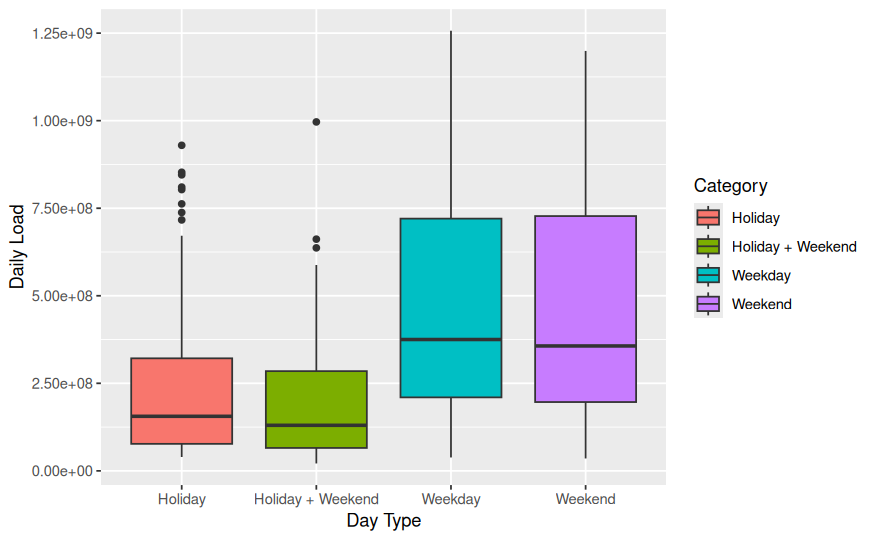 1.25e+09
1.00e+09
7.50e+08
5.00e+08
2.50e+08
0.00e+00
Daily Load
Holiday
Holiday + Weekend
Weekday
Weekend
Day Type
Category
Holiday
Holiday + Weekend
Weekday
Weekend